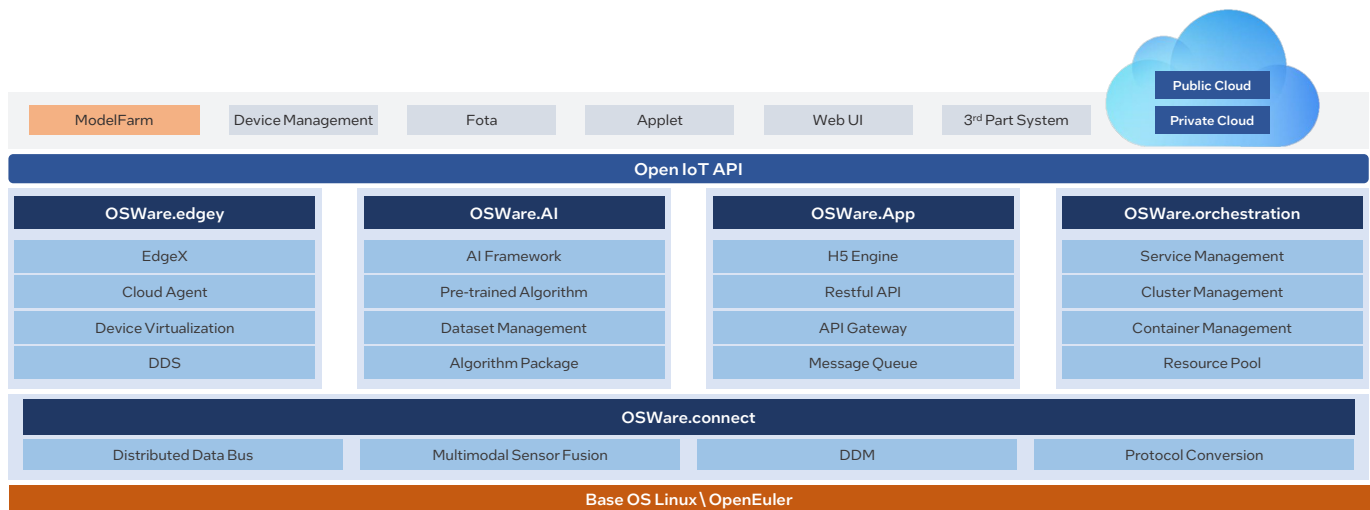 Public Cloud
Private Cloud
ModelFarm
Device Management
Fota
Applet
Web UI
3rd Part System
Open IoT API
OSWare.edgey
EdgeX
Cloud Agent
Device Virtualization
DDS
OSWare.AI
AI Framework
Pre-trained Algorithm
Dataset Management
Algorithm Package
OSWare.App
H5 Engine
Restful API
API Gateway
Message Queue
OSWare.orchestration
Service Management
Cluster Management
Container Management
Resource Pool
OSWare.connect
Distributed Data Bus
Multimodal Sensor Fusion
DDM
Protocol Conversion
Base OS Linux \ OpenEuler